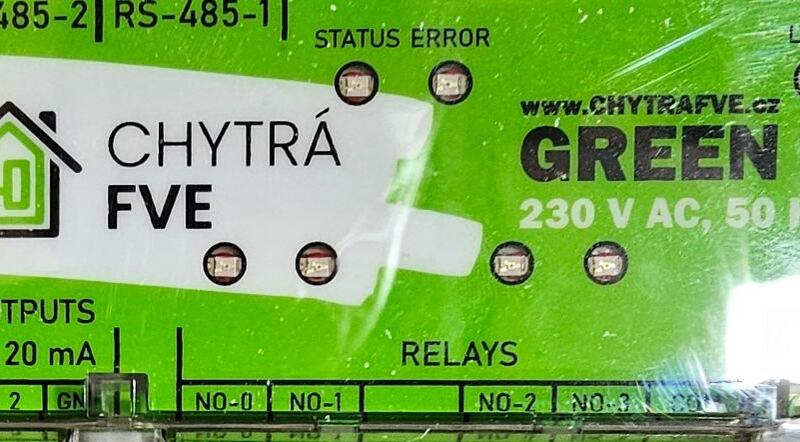 485-2 RS-485-1
STATUS ERROR
www.CHYTRAFVE.cz
CHYTRÁ
FVE
GREEN
230 V AC, 50
TPUTS
20 mA
RELAYS
2 GN NO-0 NO-1 NO-2 NO-3